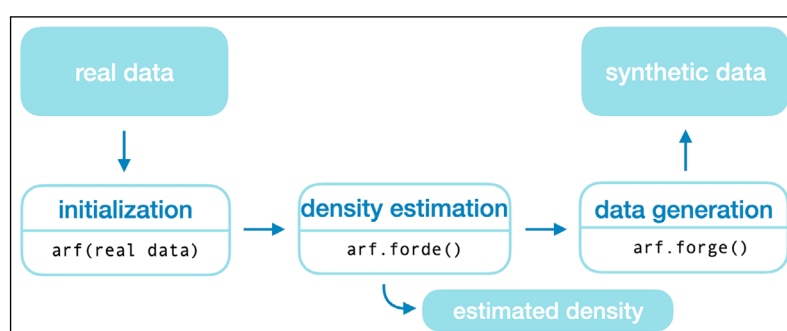 real data
synthetic data
initialization
arf(real data)
density estimation
arf.forde()
data generation
arf.forge()
estimated density